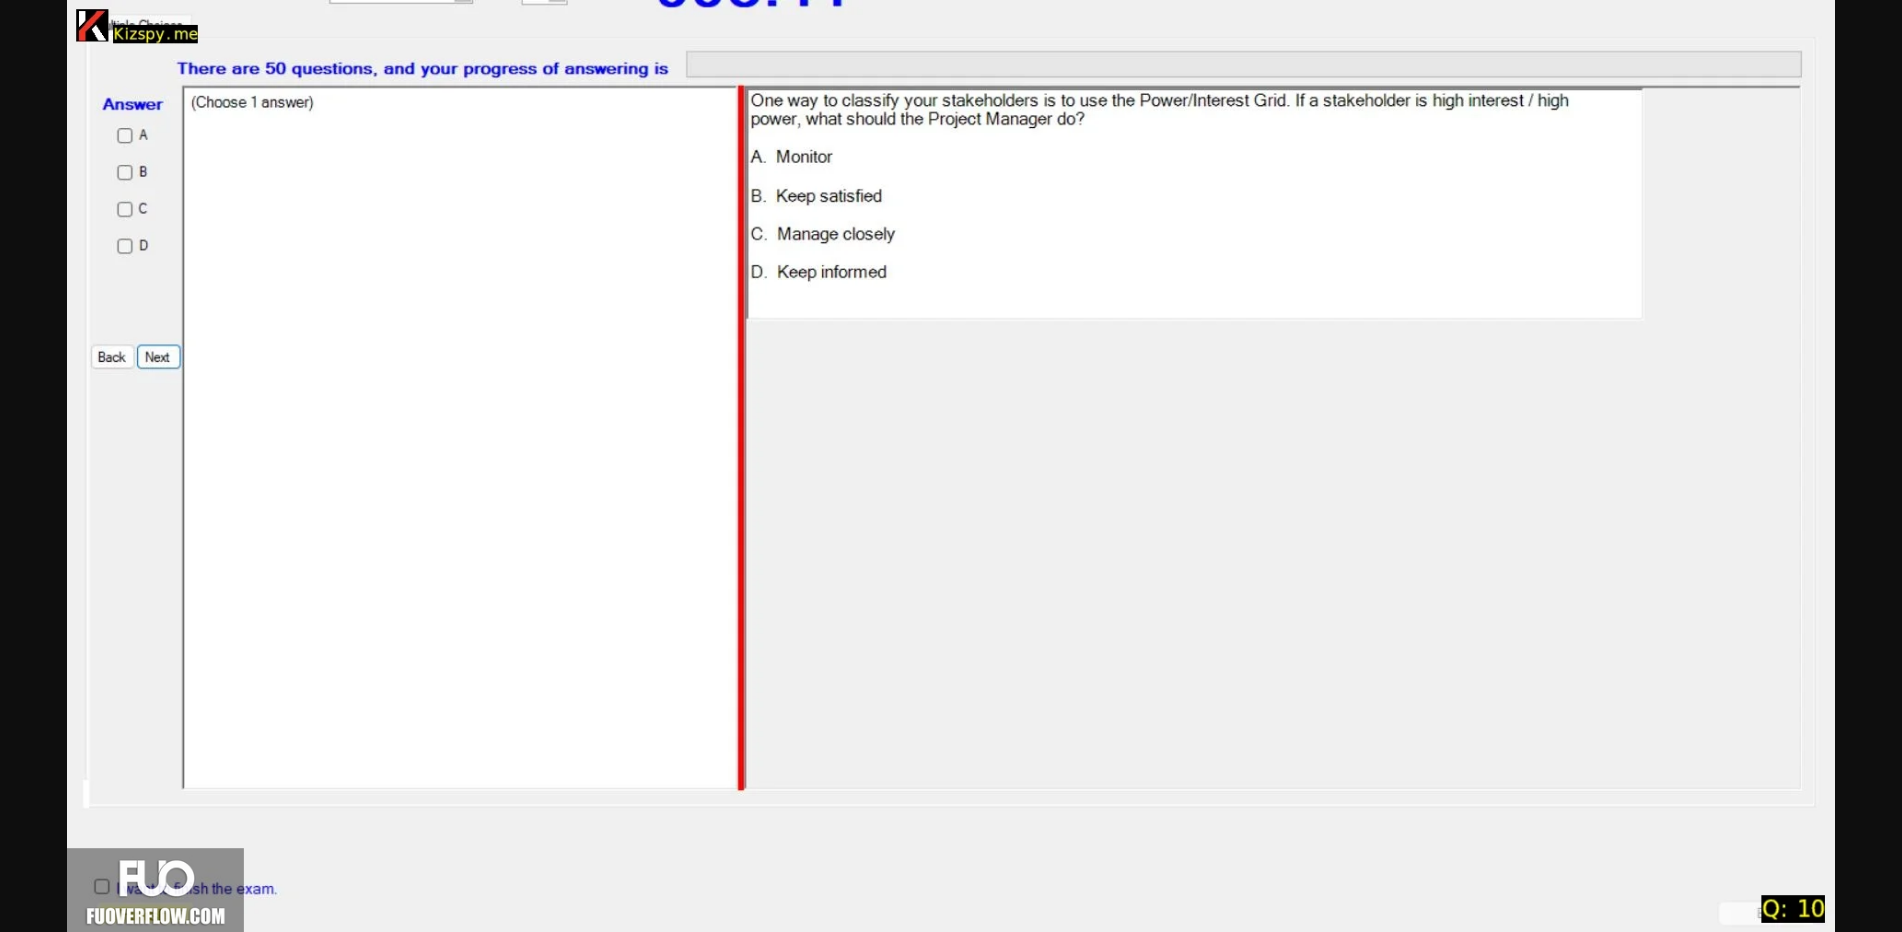 Kizspy.me
There are 50 questions, and your progress of answering is
Answer
(Choose 1 answer)
A
B
C
D
Back
Next
One way to classify your stakeholders is to use the Power/Interest Grid. If a stakeholder is high interest / high
power, what should the Project Manager do?
A. Monitor
B. Keep satisfied
C. Manage closely
D. Keep informed
FUO
I want finish the exam.
FUOVERFLOW.COM
Q: 10